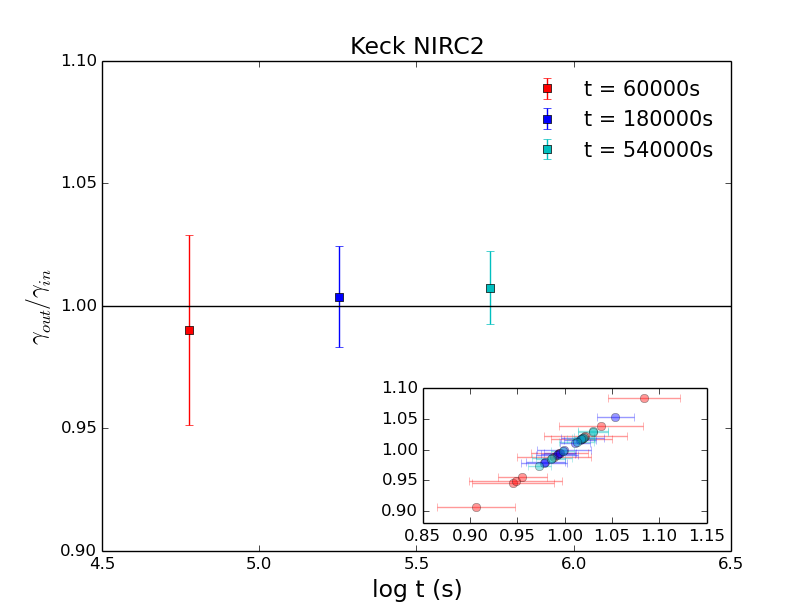 Keck NIRC2
1.10
1.05
1.00
0.95
0.90
γout/γin
t = 60000s
t = 180000s
t = 540000s
1.10
1.05
1.00
0.95
0.90
0.85 0.90 0.95 1.00 1.05 1.10 1.15
4.5 5.0 5.5 6.0 6.5
log t (s)